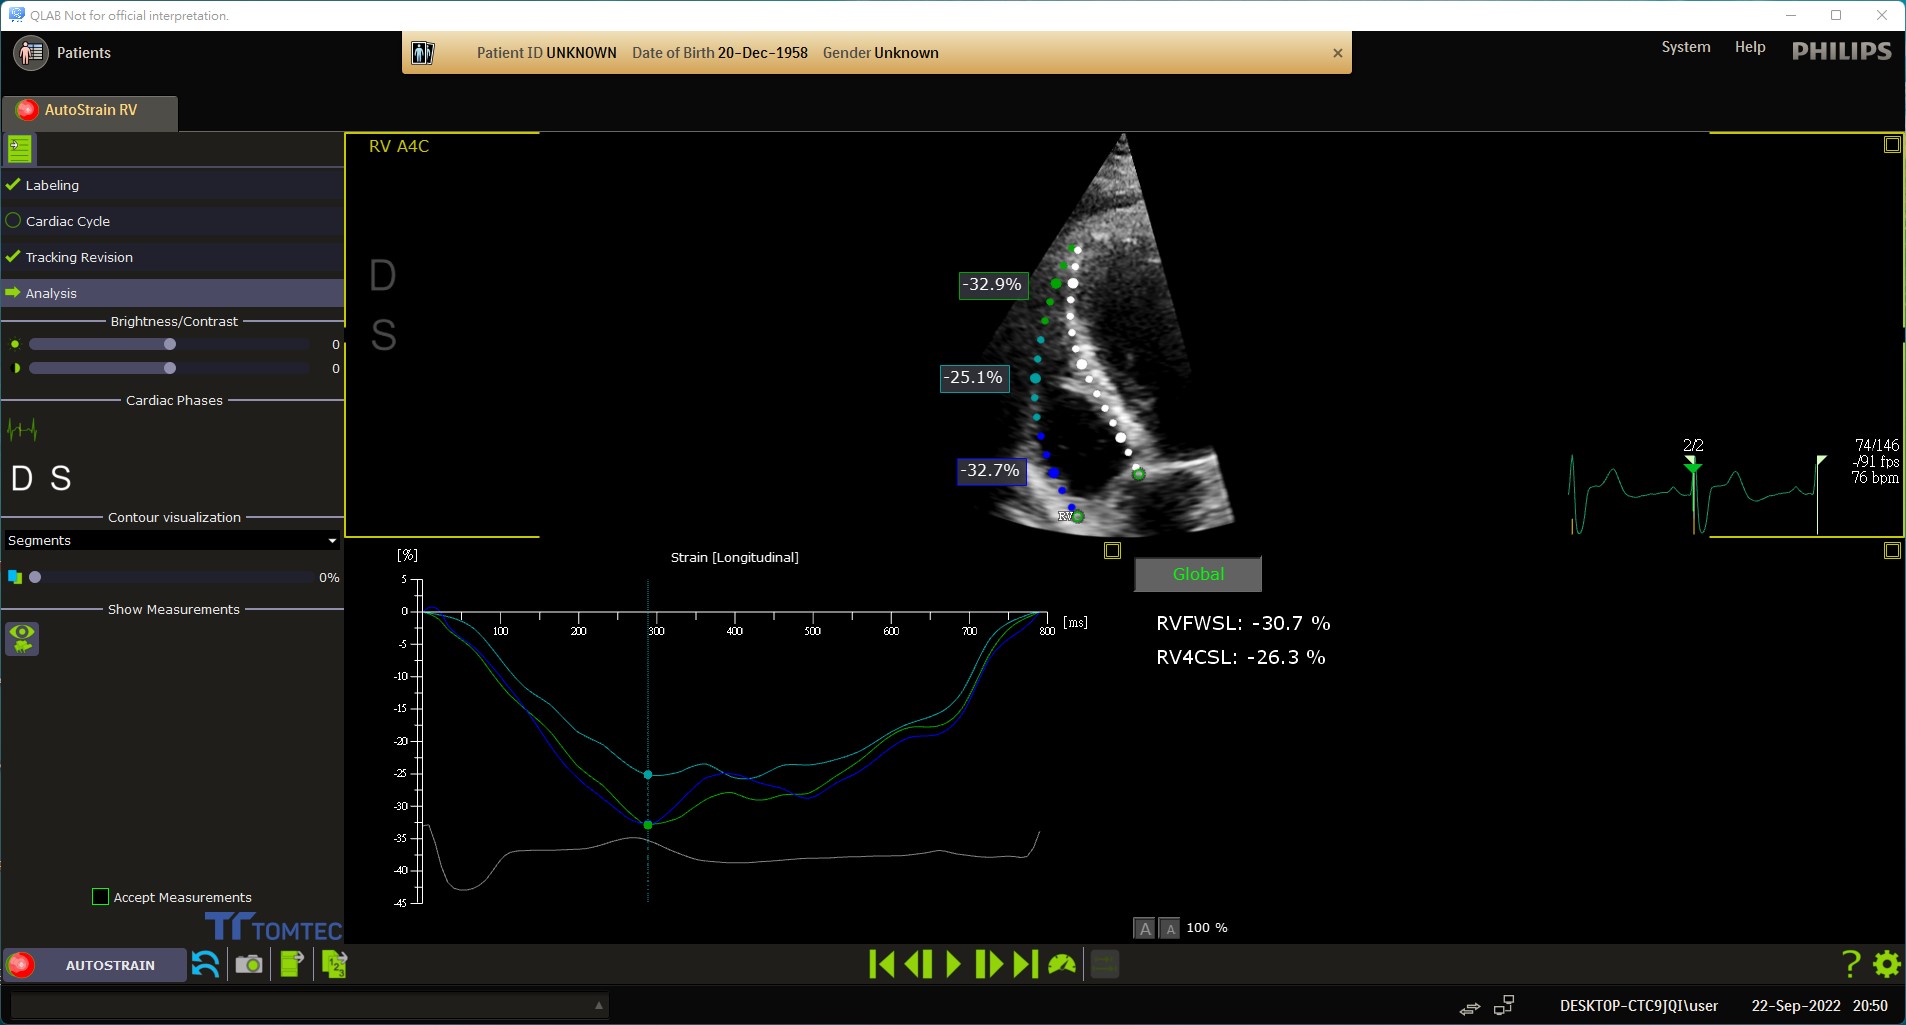 QLAB Not for official interpretation.
Patients
Patient ID UNKNOWN Date of Birth 20-Dec-1958 Gender Unknown
System Help PHILIPS
AutoStrain RV
Labeling
Cardiac Cycle
Tracking Revision
Analysis
Brightness/Contrast
0
0
Cardiac Phases
D S
Contour visualization
Segments
0%
Show Measurements
Accept Measurements
TOMTEC
RV A4C
D
S
-32.9%
-25.1%
-32.7%
RV
2/2
74/146
-/91 fps
76 bpm
[%]
Strain [Longitudinal]
5
0
-5
-10
-15
-20
-25
-30
-35
-40
-45
100 200 300 400 500 600 700 800 [ms]
Global
RVFWSL: -30.7 %
RV4CSL: -26.3 %
A A 100 %
AUTOSTRAIN
1 2 3
?
DESKTOP-CTC9JQI\user 22-Sep-2022 20:50